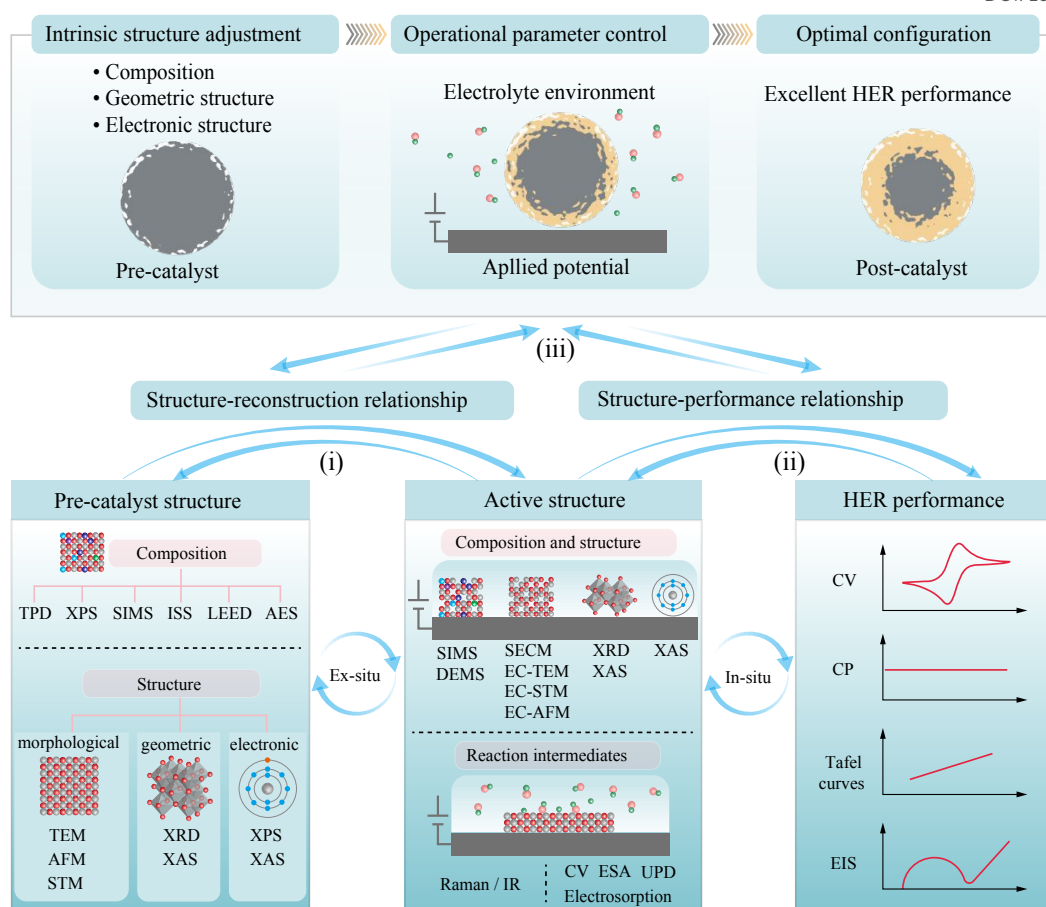 Intrinsic structure adjustment
Operational parameter control
Optimal configuration
• Composition
• Geometric structure
• Electronic structure
Pre-catalyst
Electrolyte environment
Apllied potential
Excellent HER performance
Post-catalyst
(iii)
Structure-reconstruction relationship
Structure-performance relationship
(i)
(ii)
Pre-catalyst structure
Composition
TPD XPS SIMS ISS LEED AES
Structure
morphological
TEM
AFM
STM
geometric
XRD
XAS
electronic
XPS
XAS
Ex-situ
Active structure
Composition and structure
SIMS
DEMS
SECM
EC-TEM
EC-STM
EC-AFM
XRD
XAS
XAS
Reaction intermediates
Raman / IR
CV ESA UPD
Electrosorption
In-situ
HER performance
CV
CP
Tafel
curves
EIS